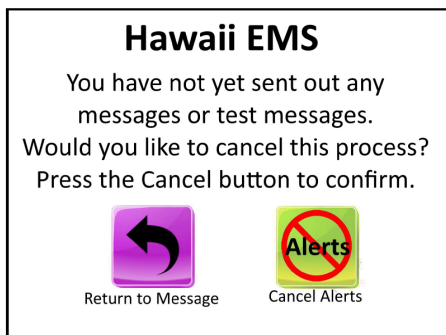 Hawaii EMS
You have not yet sent out any
messages or test messages.
Would you like to cancel this process?
Press the Cancel button to confirm.
Alerts
Return to Message
Cancel Alerts